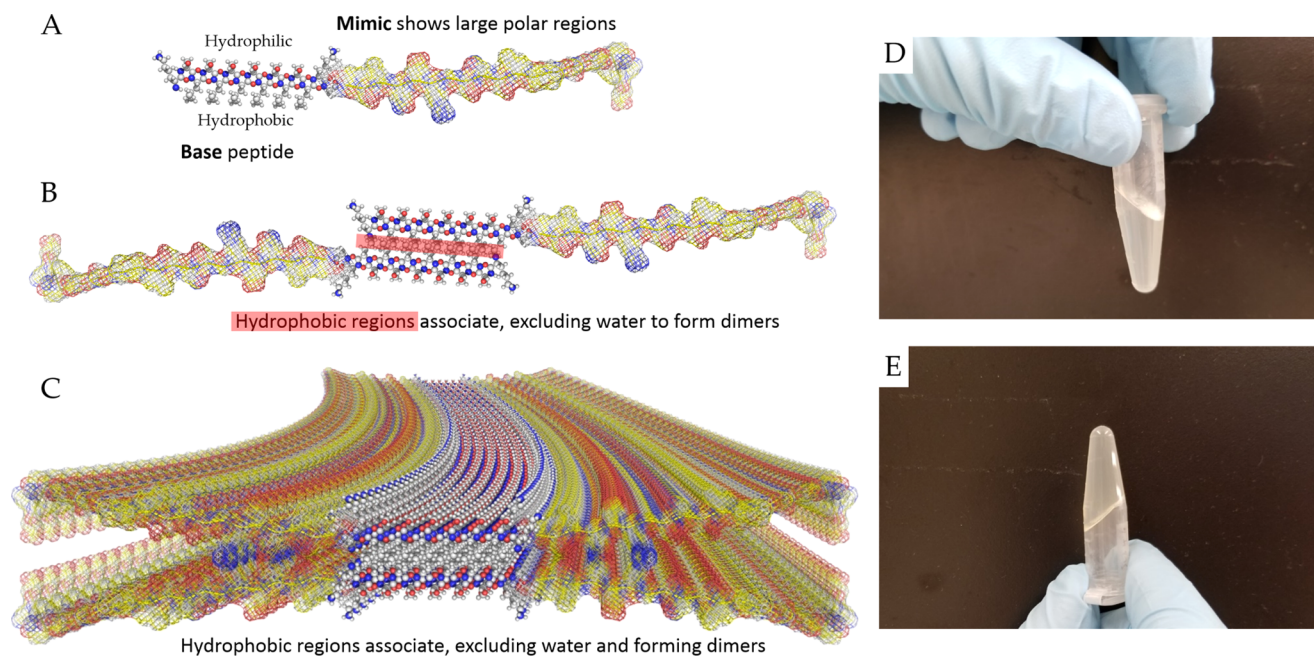 A
Mimic shows large polar regions
Hydrophilic
Hydrophobic
Base peptide
B
Hydrophobic regions associate, excluding water to form dimers
C
Hydrophobic regions associate, excluding water and forming dimers
D
E